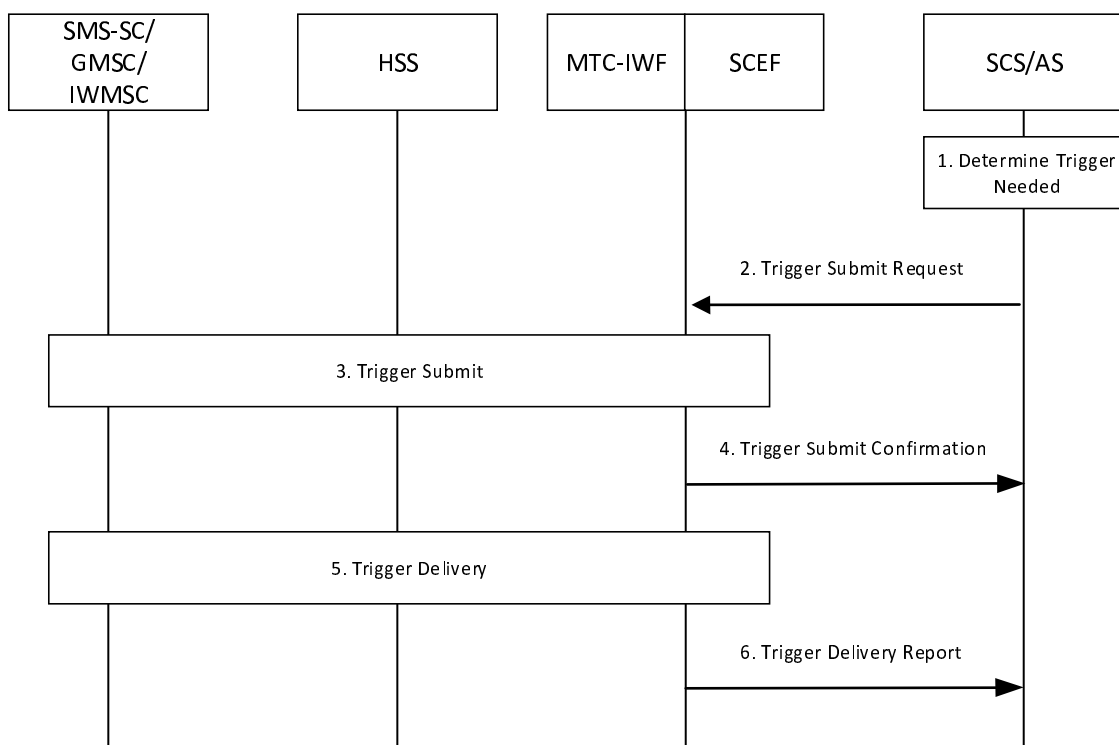 SMS-SC/
GMSC/
IWMSC
HSS
MTC-IWF
SCEF
SCS/AS
1. Determine Trigger
Needed
2. Trigger Submit Request
3. Trigger Submit
4. Trigger Submit Confirmation
5. Trigger Delivery
6. Trigger Delivery Report